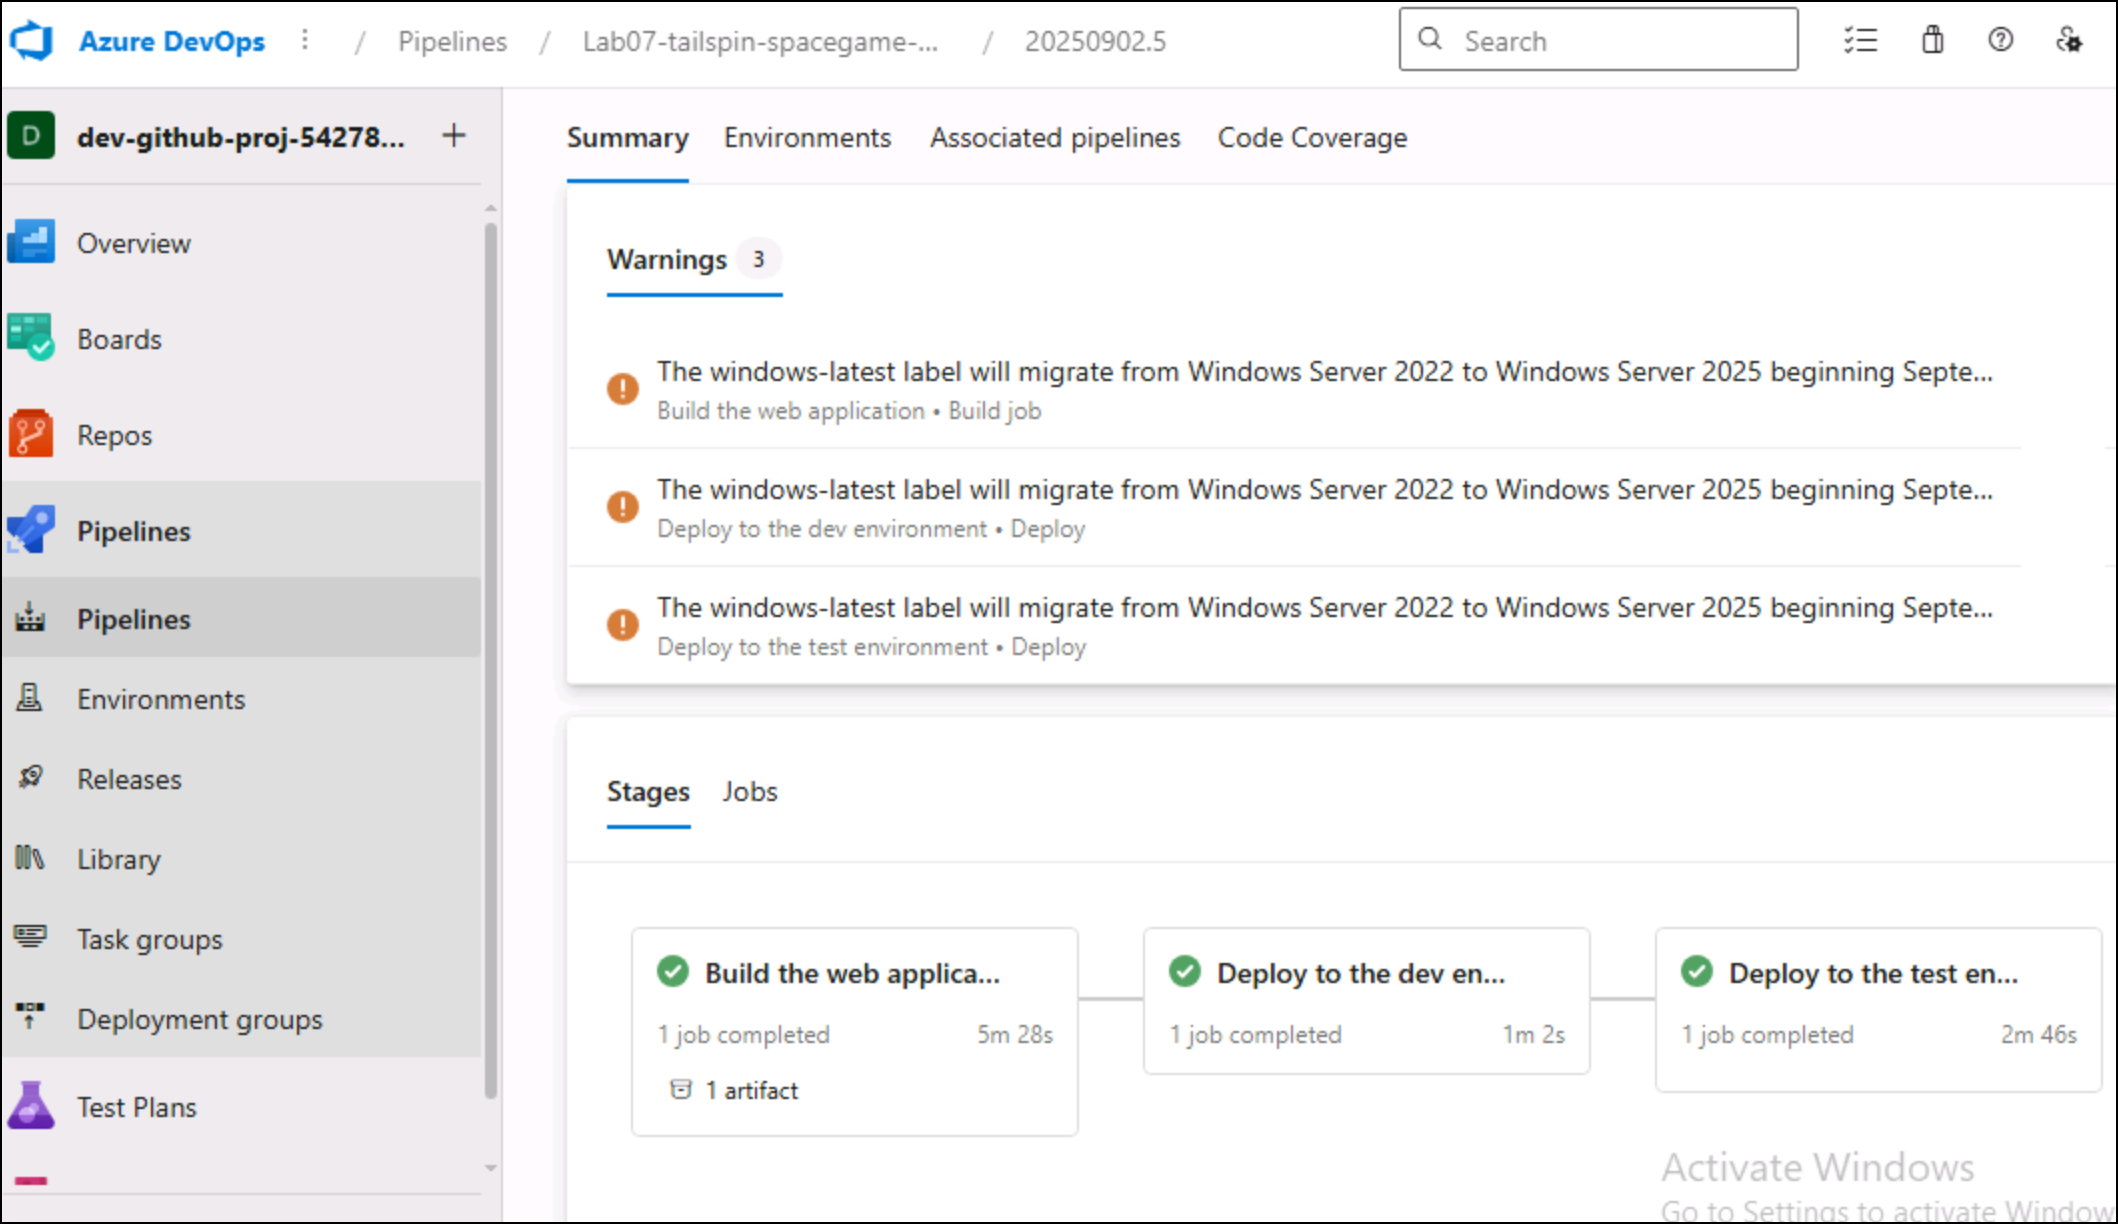 Azure DevOps / Pipelines / Lab07-tailspin-spacegame-... / 20250902.5
Search
D dev-github-proj-54278... +
Overview
Boards
Repos
Pipelines
Pipelines
Environments
Releases
Library
Task groups
Deployment groups
Test Plans
Summary Environments Associated pipelines Code Coverage
Warnings 3
The windows-latest label will migrate from Windows Server 2022 to Windows Server 2025 beginning Septe...
Build the web application • Build job
The windows-latest label will migrate from Windows Server 2022 to Windows Server 2025 beginning Septe...
Deploy to the dev environment • Deploy
The windows-latest label will migrate from Windows Server 2022 to Windows Server 2025 beginning Septe...
Deploy to the test environment • Deploy
Stages Jobs
Build the web applica...
1 job completed 5m 28s
1 artifact
Deploy to the dev en...
1 job completed 1m 2s
Deploy to the test en...
1 job completed 2m 46s
Activate Windows
Go to Settings to activate Window